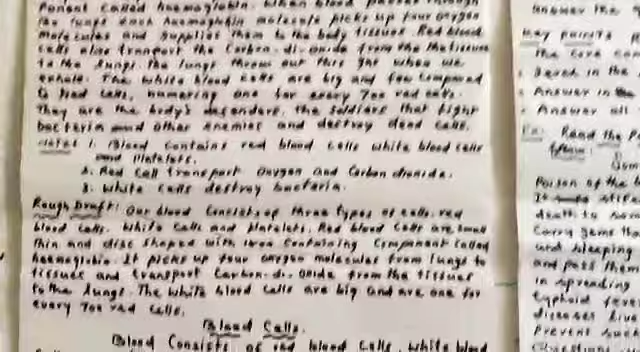 ponent called haemoglobin. When blood passes through
the lungs each haemoglobin molecule picks up four oxygen
molecules and supplies them to the body tissues. Red blood
cells also transport the Carbon-di-oxide from the tissues
to the lungs. The lungs throw out this gas when we
exhale. The white blood cells are big and few compared
to Red cells, numbering one for every 700 red cells.
They are the body's defenders, the soldiers that fight
bacteria and other enemies and destroy dead cells.
Notes 1. Blood contains red blood cells white blood cells
and platelets.
2. Red cell transport oxygen and carbon dioxide.
3. White cells destroy bacteria.
Rough Draft: Our blood consists of three types of cells. red
blood cells. White cells and platelets. Red blood cells are small
thin and disc shaped with iron containing Component called
haemoglobin. It picks up four oxygen molecules from lungs to
tissues and transport Carbon-di-oxide from the tissues
to the lungs. The white blood cells are big and are one for
every 700 red cells.
Blood Cells.
Blood Consists of red blood cells, white blood
answer the
Key points
The core
Based in the
Answer in the
Answer all
Ex: Read the
Poison of the
It
death to
Carry germs
and sleeping
and pass them
in spreading
typhoid fever
diseases
Prevent